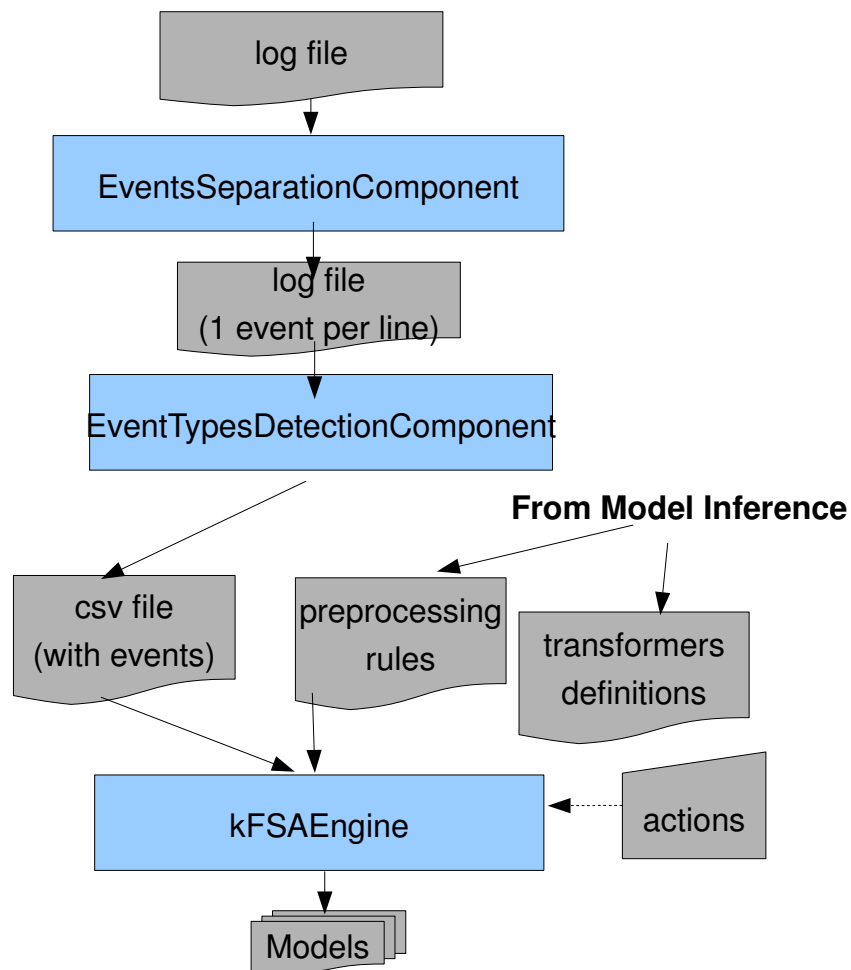 log file
EventsSeparationComponent
log file
(1 event per line)
EventTypesDetectionComponent
From Model Inference
csv file
(with events)
preprocessing
rules
transformers
definitions
kFSAEngine
actions
Models